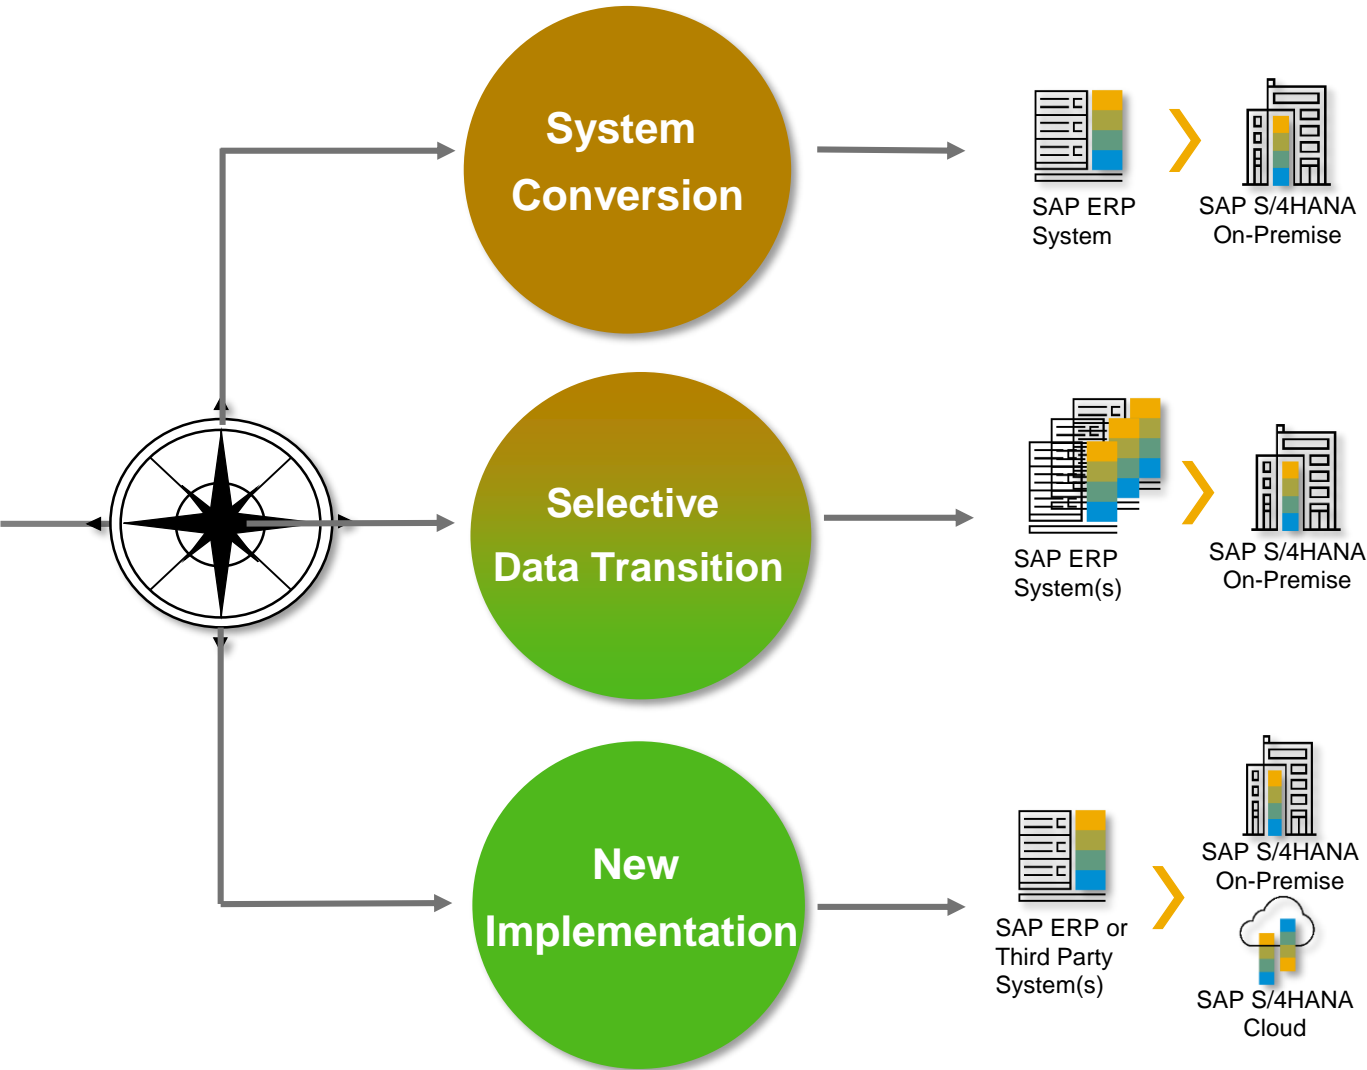 System
Conversion
SAP ERP
System
SAP S/4HANA
On-Premise
Selective
Data Transition
SAP ERP
System(s)
SAP S/4HANA
On-Premise
New
Implementation
SAP ERP or
Third Party
System(s)
SAP S/4HANA
On-Premise
SAP S/4HANA
Cloud